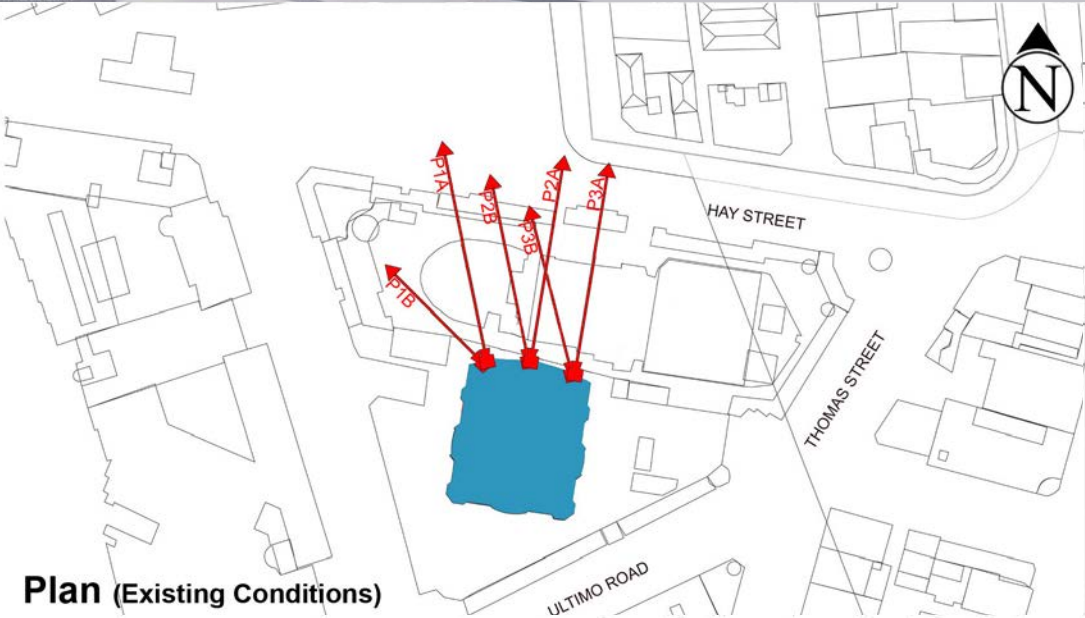 N
P1A
P2B
P2A
P3A
P3B
P1B
HAY STREET
THOMAS STREET
ULTIMO ROAD
Plan (Existing Conditions)